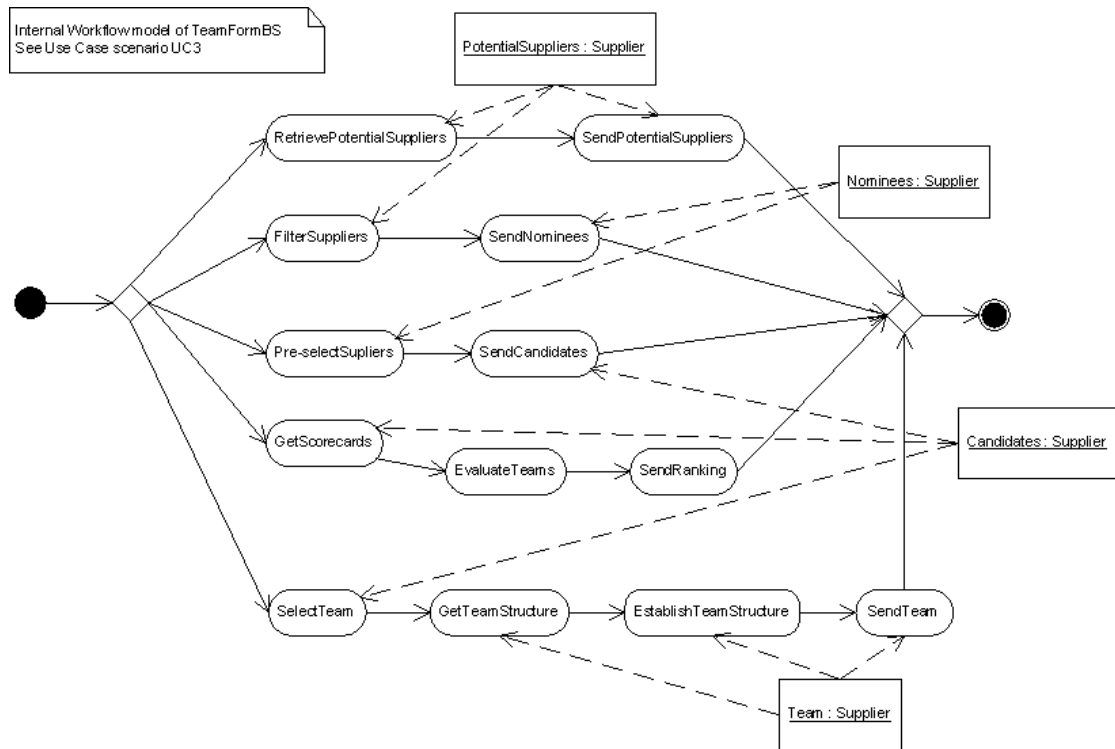 Internal Workflow model of TeamFormBS
See Use Case scenario UC3
PotentialSuppliers : Supplier
RetrievePotentialSuppliers
SendPotentialSuppliers
Nominees : Supplier
FilterSuppliers
SendNominees
Pre-selectSupliers
SendCandidates
Candidates : Supplier
GetScorecards
EvaluateTeams
SendRanking
SelectTeam
GetTeamStructure
EstablishTeamStructure
SendTeam
Team : Supplier